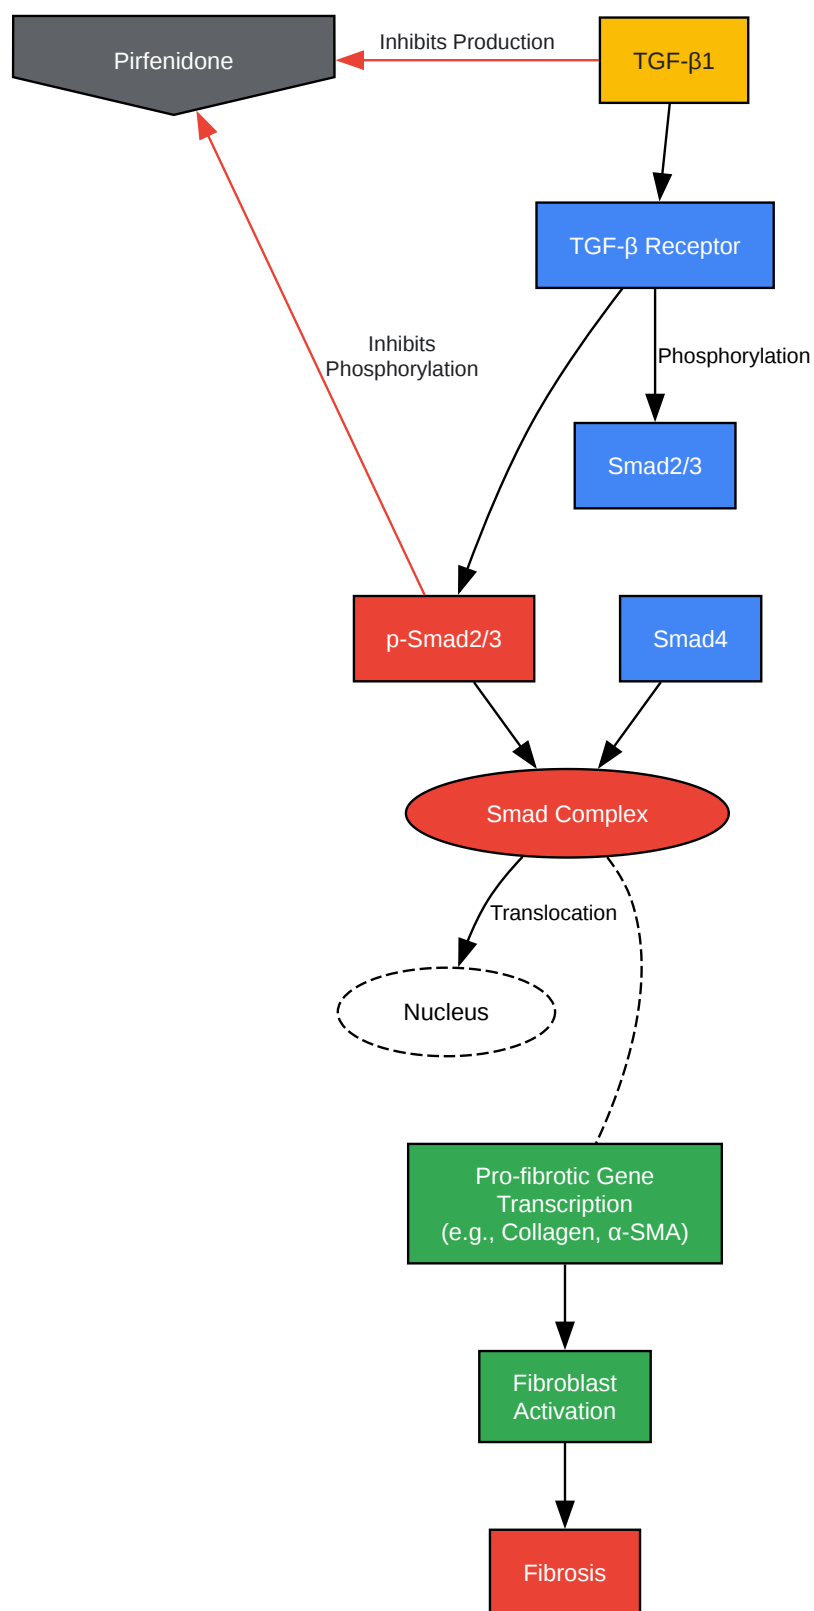 Pirfenidone
Inhibits Production
TGF-β1
TGF-β Receptor
Inhibits
Phosphorylation
Phosphorylation
Smad2/3
p-Smad2/3
Smad4
Smad Complex
Translocation
Nucleus
Pro-fibrotic Gene
Transcription
(e.g., Collagen, α-SMA)
Fibroblast
Activation
Fibrosis